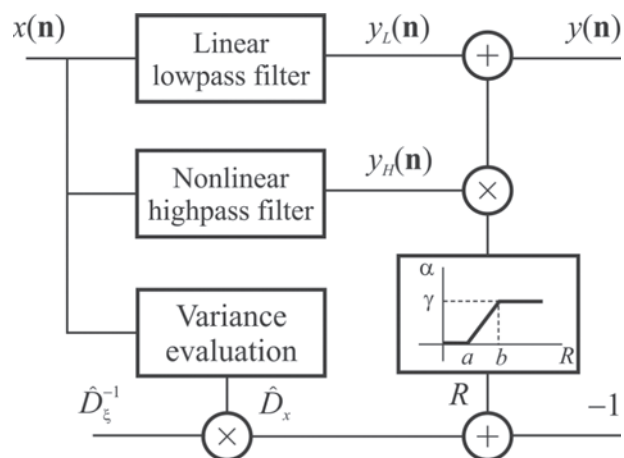 x(n)
Linear
lowpass filter
y_L(n)
+
y(n)
Nonlinear
highpass filter
y_H(n)
×
Variance
evaluation
α
γ
a
b
R
D̂_ξ^{-1}
×
D̂_x
R
+
−1